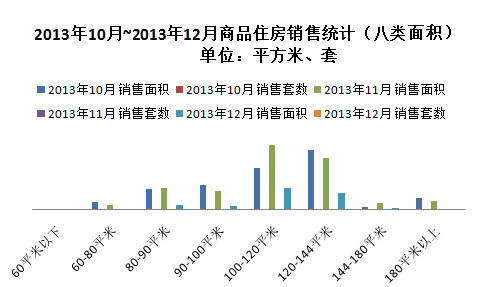 2013年10月~2013年12月商品住房销售统计（八类面积）
单位：平方米、套
2013年10月 销售面积 2013年10月 销售套数 2013年11月 销售面积
2013年11月 销售套数 2013年12月 销售面积 2013年12月 销售套数
60平米以下
60-80平米
80-90平米
90-100平米
100-120平米
120-144平米
144-180平米
180平米以上